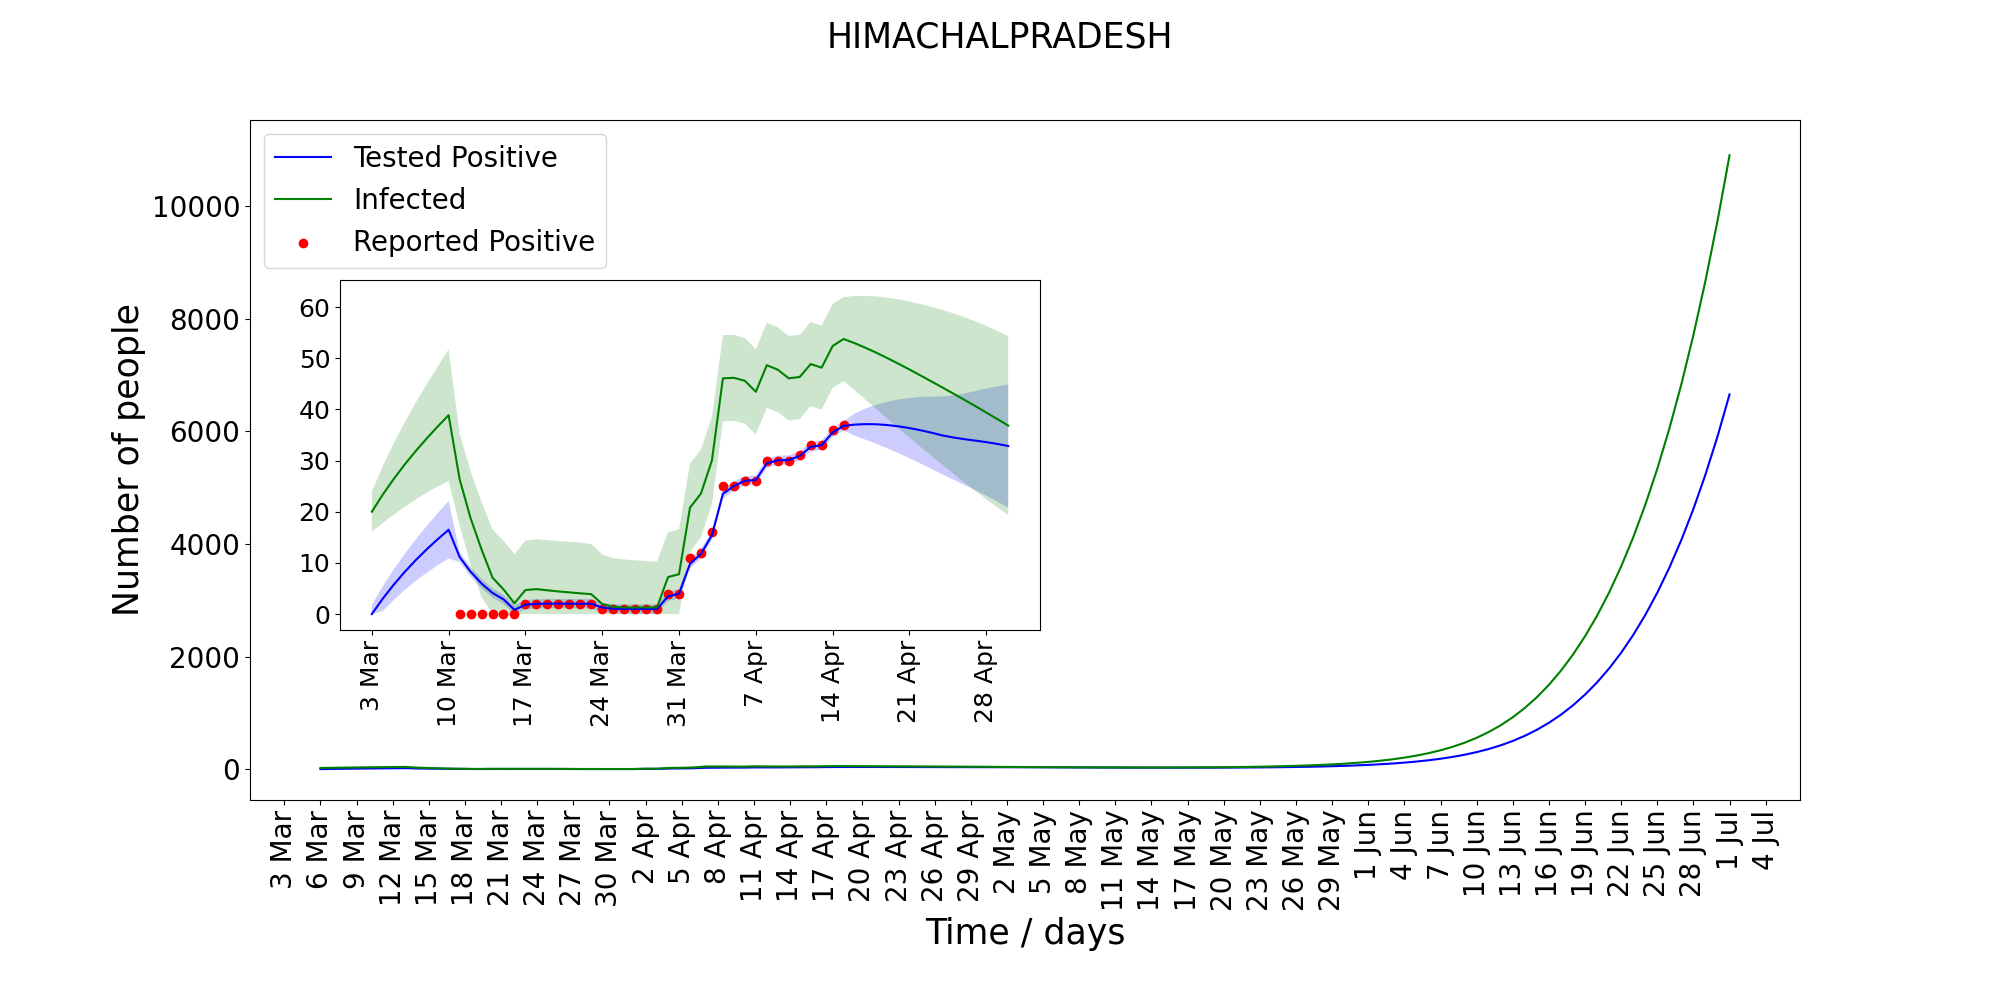 HIMACHALPRADESH
Tested Positive
Infected
Reported Positive
Number of people
10000
8000
6000
4000
2000
0
60
50
40
30
20
10
0
3 Mar
10 Mar
17 Mar
24 Mar
31 Mar
7 Apr
14 Apr
21 Apr
28 Apr
3 Mar
6 Mar
9 Mar
12 Mar
15 Mar
18 Mar
21 Mar
24 Mar
27 Mar
30 Mar
2 Apr
5 Apr
8 Apr
11 Apr
14 Apr
17 Apr
20 Apr
23 Apr
26 Apr
29 Apr
2 May
5 May
8 May
11 May
14 May
17 May
20 May
23 May
26 May
29 May
1 Jun
4 Jun
7 Jun
10 Jun
13 Jun
16 Jun
19 Jun
22 Jun
25 Jun
28 Jun
1 Jul
4 Jul
Time / days